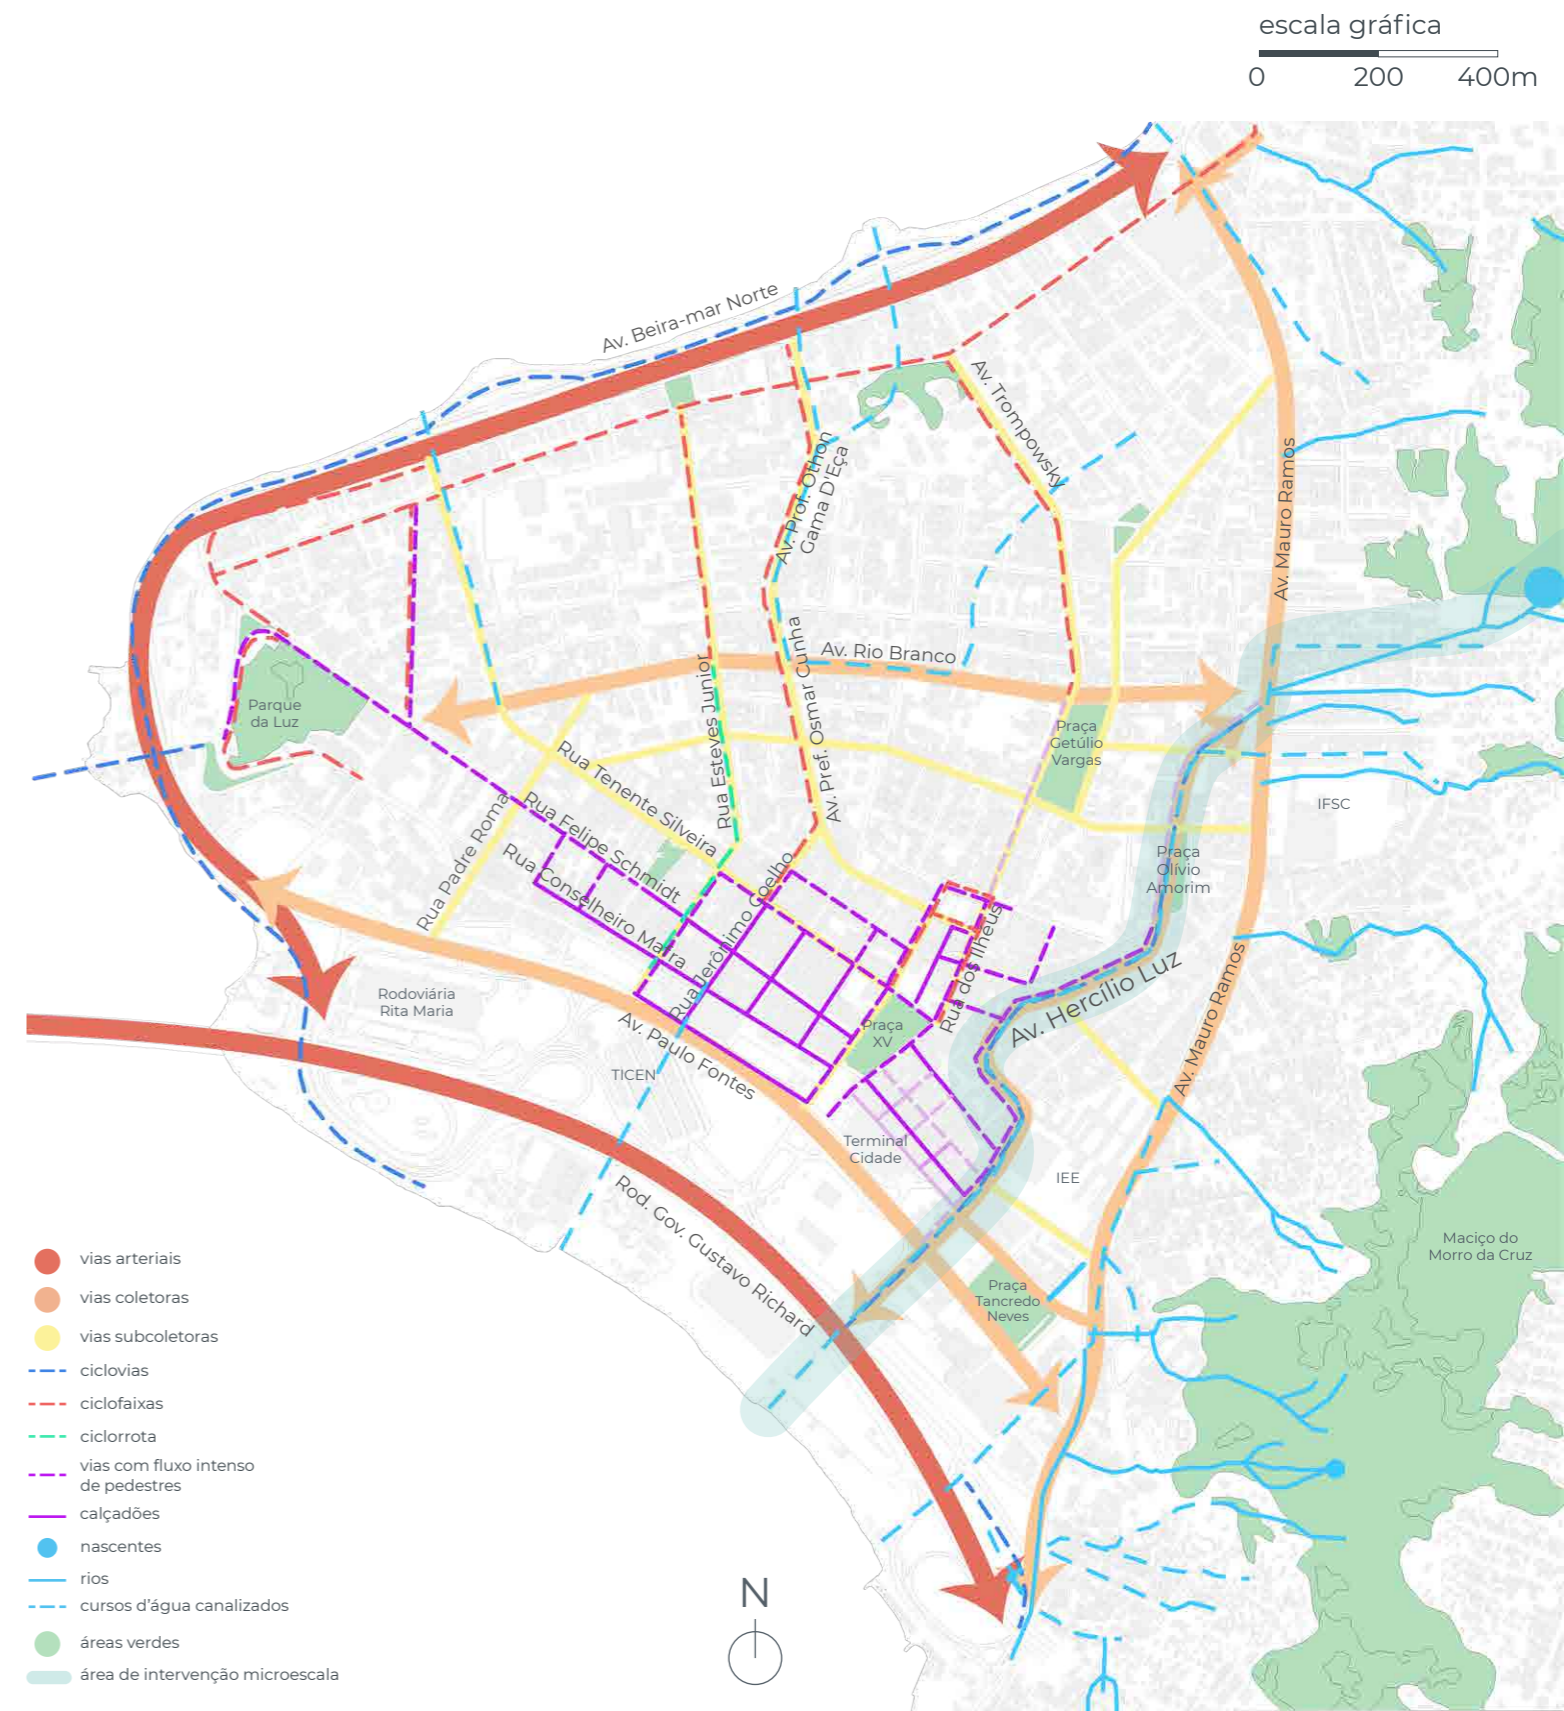 escala gráfica
0 200 400m
Av. Beira-mar Norte
Av. Trompowsky
Av. Prof. Othon
Gama D'Eça
Av. Mauro Ramos
Av. Rio Branco
Av. Pref. Osmar Cunha
Rua Esteves Junior
Parque
da Luz
Praça
Getúlio
Vargas
Rua Tenente Silveira
Rua Felipe Schmidt
Rua Padre Roma
Rua Conselheiro Mafra
Rua Jerônimo Coelho
IFSC
Praça
Olívio
Amorim
Rua dos Ilheus
Av. Hercílio Luz
Av. Mauro Ramos
Rodoviária
Rita Maria
Praça
XV
Av. Paulo Fontes
TICEN
Terminal
Cidade
IEE
Rod. Gov. Gustavo Richard
Maciço do
Morro da Cruz
Praça
Tancredo
Neves
vias arteriais
vias coletoras
vias subcoletoras
ciclovias
ciclofaixas
ciclorrota
vias com fluxo intenso
de pedestres
calçadões
nascentes
rios
cursos d'água canalizados
áreas verdes
área de intervenção microescala
N